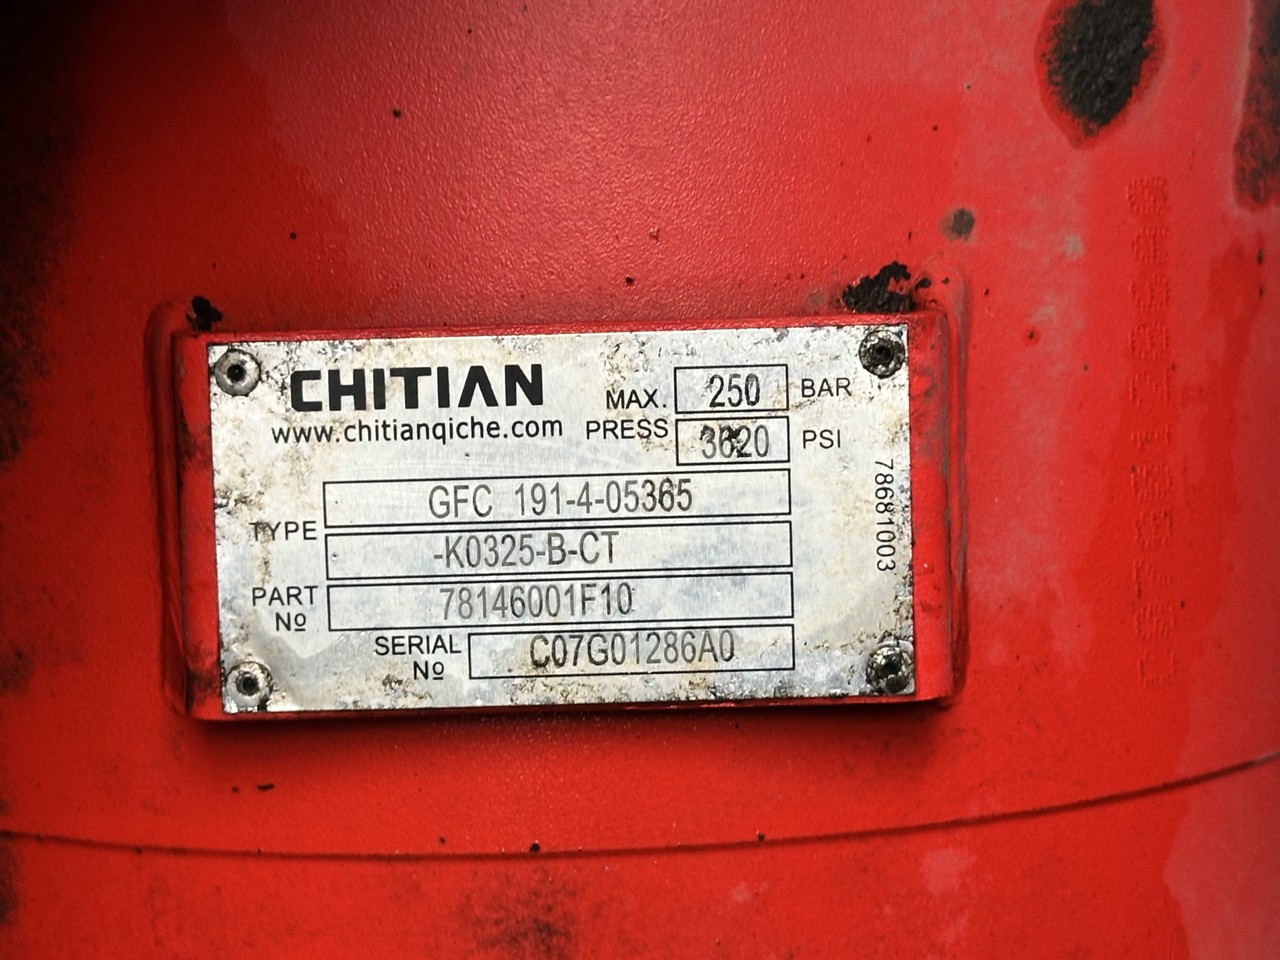 CHITIAN
www.chitianqiche.com
MAX. PRESS
250 BAR
3620 PSI
TYPE
GFC 191-4-05365
-K0325-B-CT
PART Nº 78146001F10
SERIAL Nº C07G01286A0
78681003